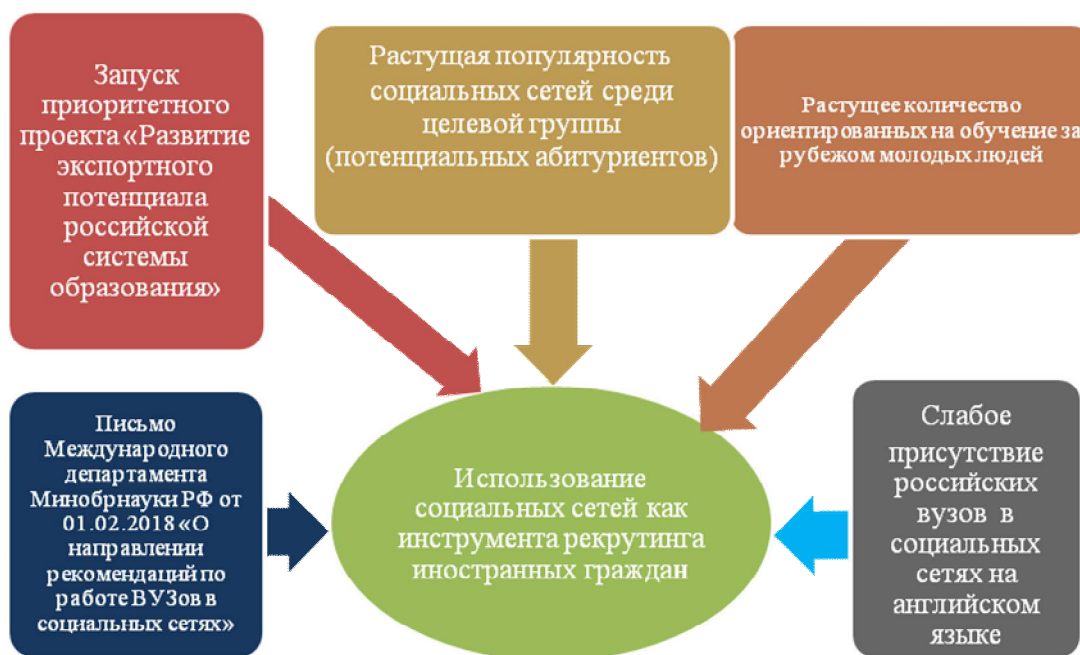 Запуск
приоритетного
проекта «Развитие
экспортного
потенциала
российской
системы
образования»
Растущая популярность
социальных сетей среди
целевой группы
(потенциальных абитуриентов)
Растущее количество
ориентированных на обучение за
рубежом молодых людей
Письмо
Международного
департамента
Минобрнауки РФ от
01.02.2018 «О
направлении
рекомендаций по
работе ВУЗов в
социальных сетях»
Использование
социальных сетей как
инструмента рекрутинга
иностранных граждан
Слабое
присутствие
российских
вузов в
социальных
сетях на
английском
языке